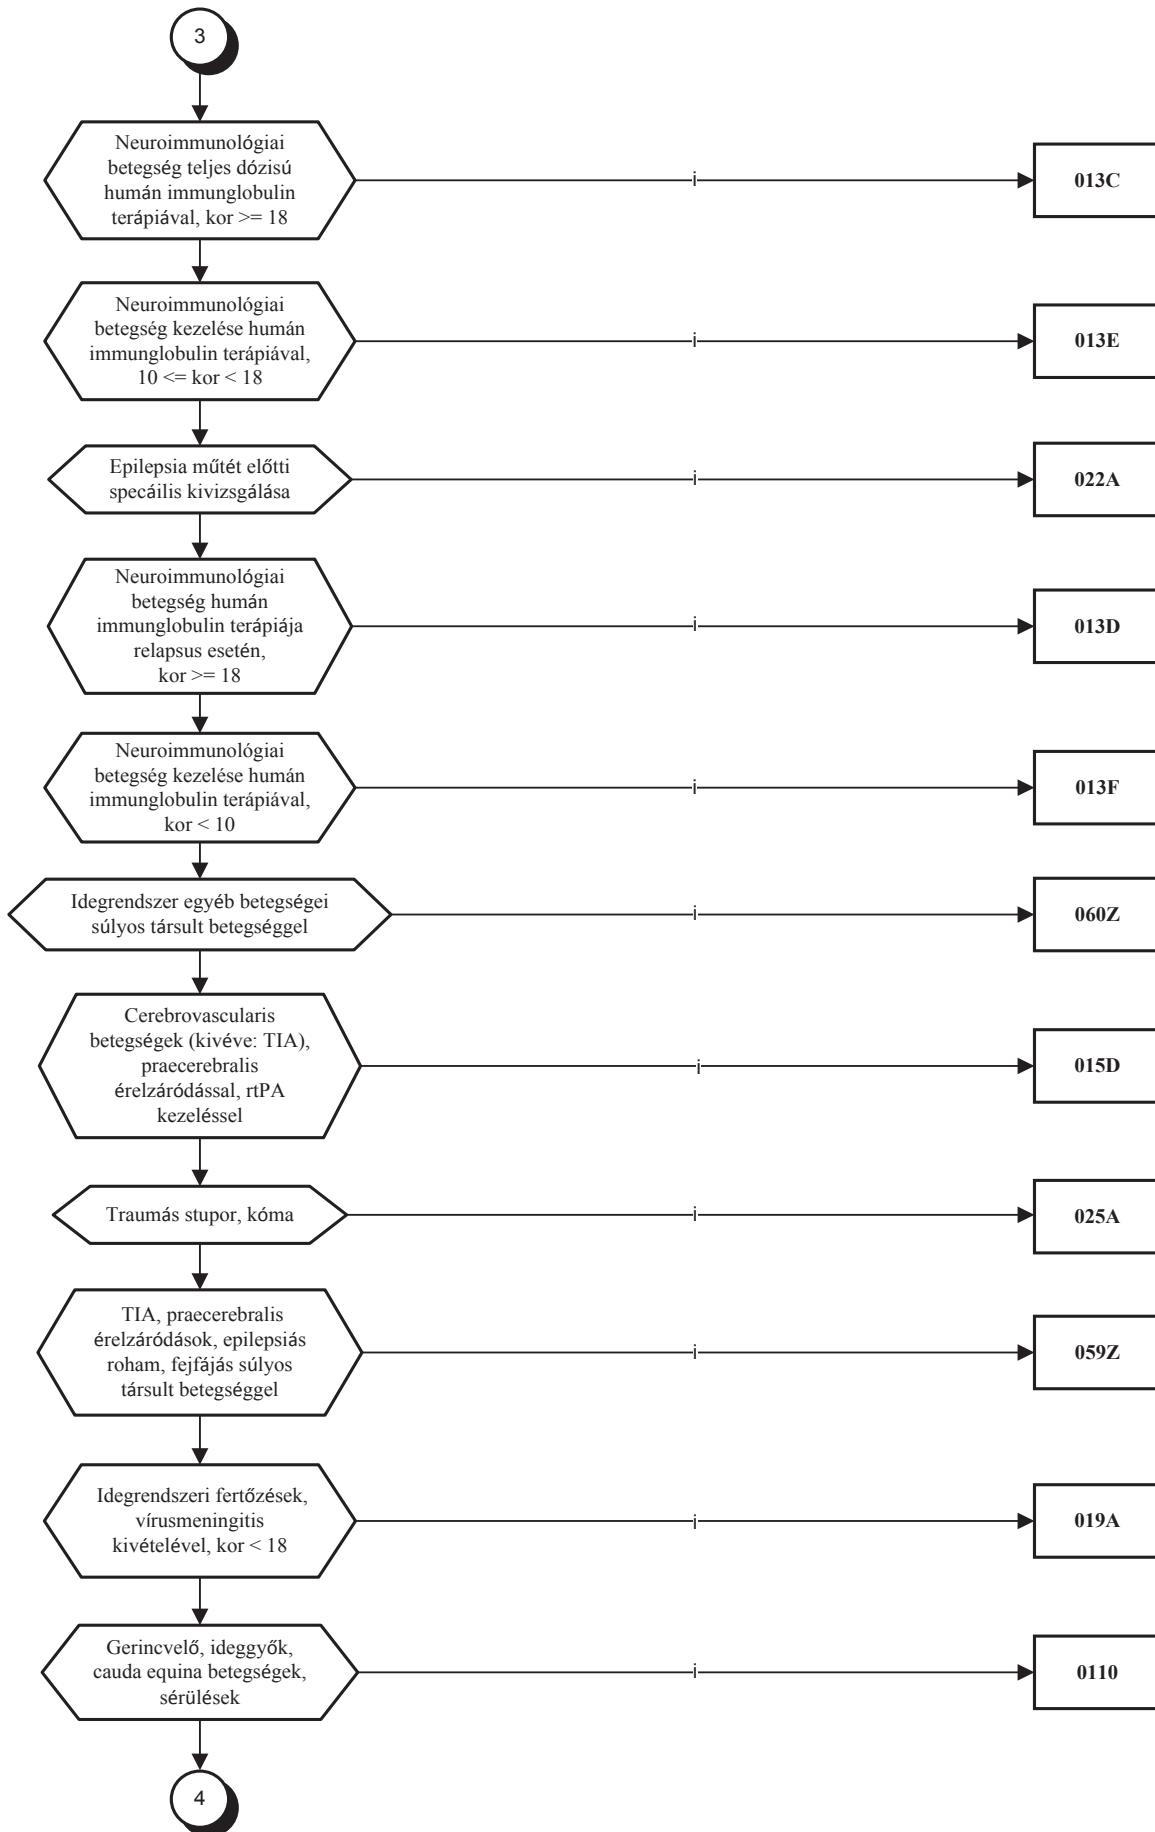 3
Neuroimmunológiai
betegség teljes dózisú
humán immunglobulin
terápiával, kor >= 18
i
013C
Neuroimmunológiai
betegség kezelése humán
immunglobulin terápiával,
10 <= kor < 18
i
013E
Epilepsia műtét előtti
specáilis kivizsgálása
i
022A
Neuroimmunológiai
betegség humán
immunglobulin terápiája
relapsus esetén,
kor >= 18
i
013D
Neuroimmunológiai
betegség kezelése humán
immunglobulin terápiával,
kor < 10
i
013F
Idegrendszer egyéb betegségei
súlyos társult betegséggel
i
060Z
Cerebrovascularis
betegségek (kivéve: TIA),
praecerebralis
érelzáródással, rtPA
kezeléssel
i
015D
Traumás stupor, kóma
i
025A
TIA, praecerebralis
érelzáródások, epilepsiás
roham, fejfájás súlyos
társult betegséggel
i
059Z
Idegrendszeri fertőzések,
vírusmeningitis
kivételével, kor < 18
i
019A
Gerincvelő, ideggyők,
cauda equina betegségek,
sérülések
i
0110
4